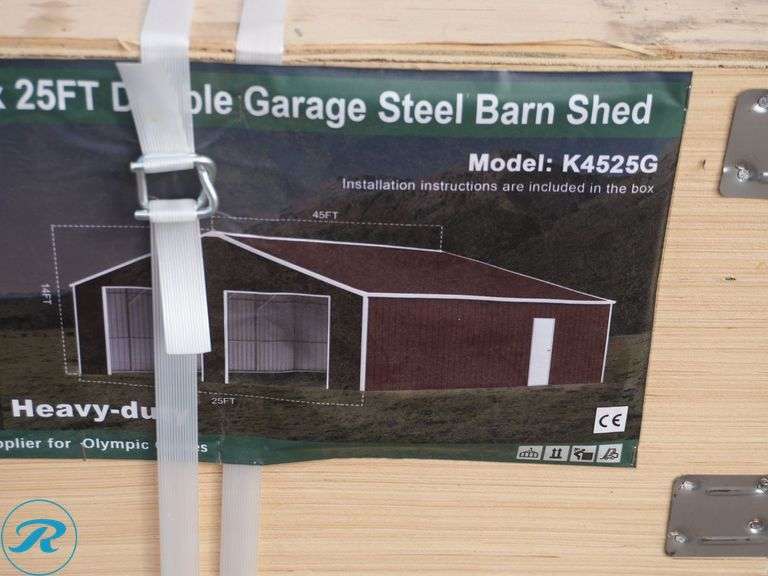 x 25FT Double Garage Steel Barn Shed
Model: K4525G
Installation instructions are included in the box
45FT
14FT
25FT
Heavy-duty
CE
pplier for Olympic
R